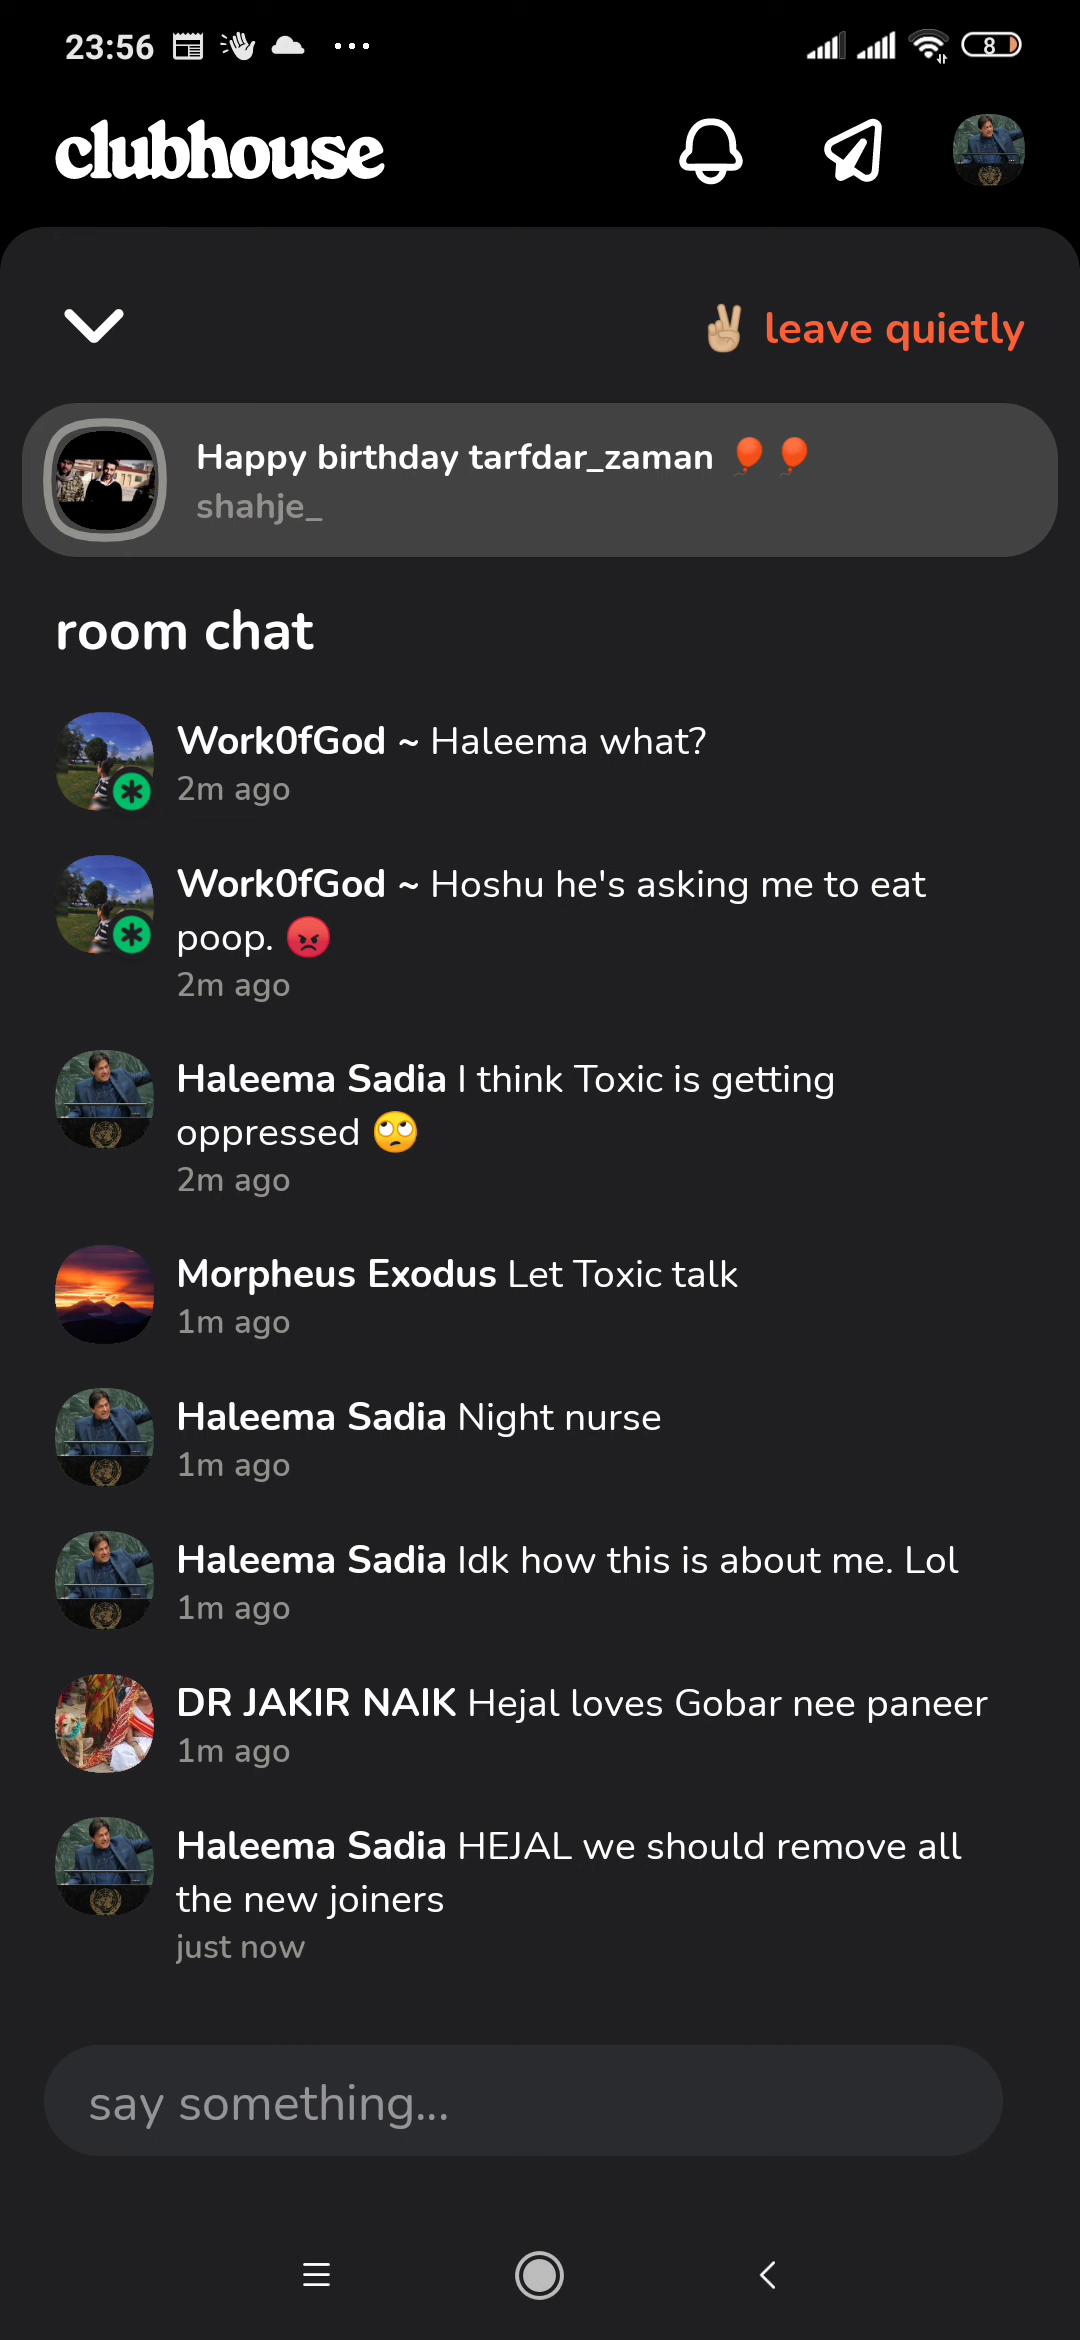 23:56
8
clubhouse
✌🏼 leave quietly
Happy birthday tarfdar_zaman 🎈🎈
shahje_
room chat
Work0fGod ~ Haleema what?
2m ago
Work0fGod ~ Hoshu he's asking me to eat
poop. 😡
2m ago
Haleema Sadia I think Toxic is getting
oppressed 🙄
2m ago
Morpheus Exodus Let Toxic talk
1m ago
Haleema Sadia Night nurse
1m ago
Haleema Sadia Idk how this is about me. Lol
1m ago
DR JAKIR NAIK Hejal loves Gobar nee paneer
1m ago
Haleema Sadia HEJAL we should remove all
the new joiners
just now
say something...